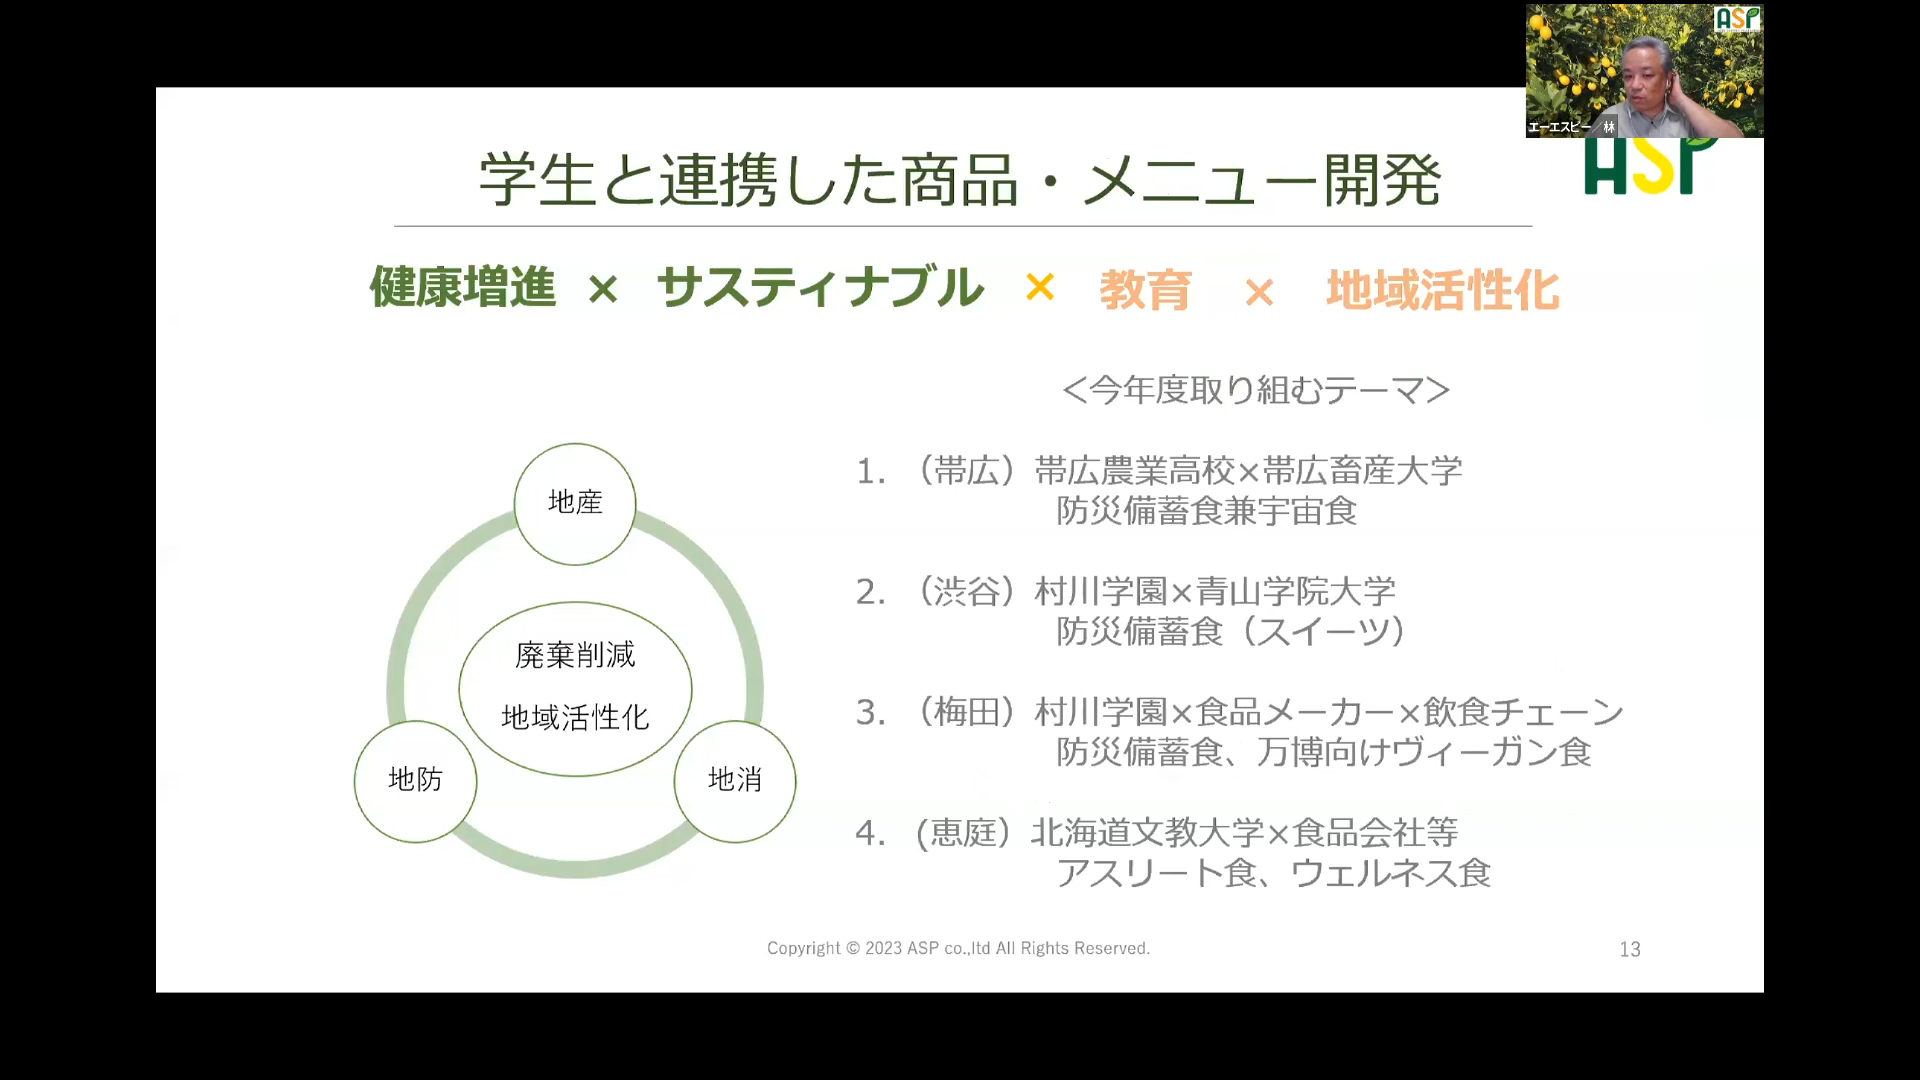 ASP
エーエスピー／林
ASP
学生と連携した商品・メニュー開発
健康増進 × サスティナブル × 教育 × 地域活性化
＜今年度取り組むテーマ＞
地産
廃棄削減
地域活性化
地防
地消
1. （帯広）帯広農業高校×帯広畜産大学
防災備蓄食兼宇宙食
2. （渋谷）村川学園×青山学院大学
防災備蓄食（スイーツ）
3. （梅田）村川学園×食品メーカー×飲食チェーン
防災備蓄食、万博向けヴィーガン食
4. (恵庭）北海道文教大学×食品会社等
アスリート食、ウェルネス食
Copyright © 2023 ASP co.,ltd All Rights Reserved.
13